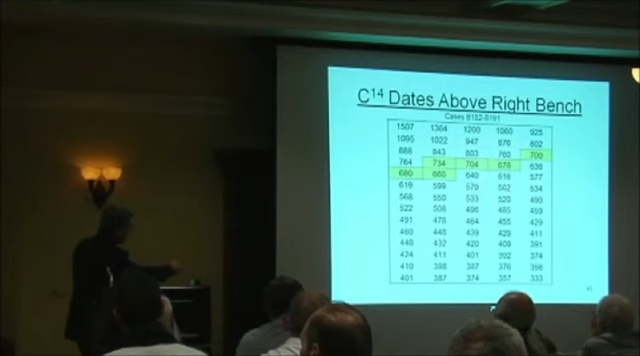 C¹⁴ Dates Above Right Bench
Cases 8182-8191
1507 1364 1200 1060 925
1095 1022 947 876 802
888 843 803 760 700
764 734 704 678 636
680 660 640 616 577
619 599 579 562 534
568 550 533 520 490
522 508 496 485 459
491 478 464 455 429
460 448 439 429 411
440 432 420 409 391
424 411 401 392 374
410 398 387 376 356
401 387 374 357 333